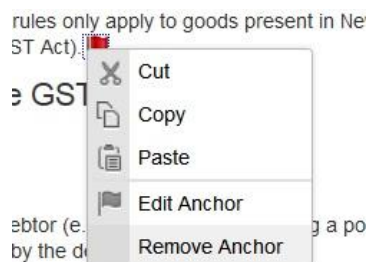 rules only apply to goods present in Ne
ST Act).
Cut
e GST
Copy
Paste
Edit Anchor
ebtor (e. g a po
by the d
Remove Anchor